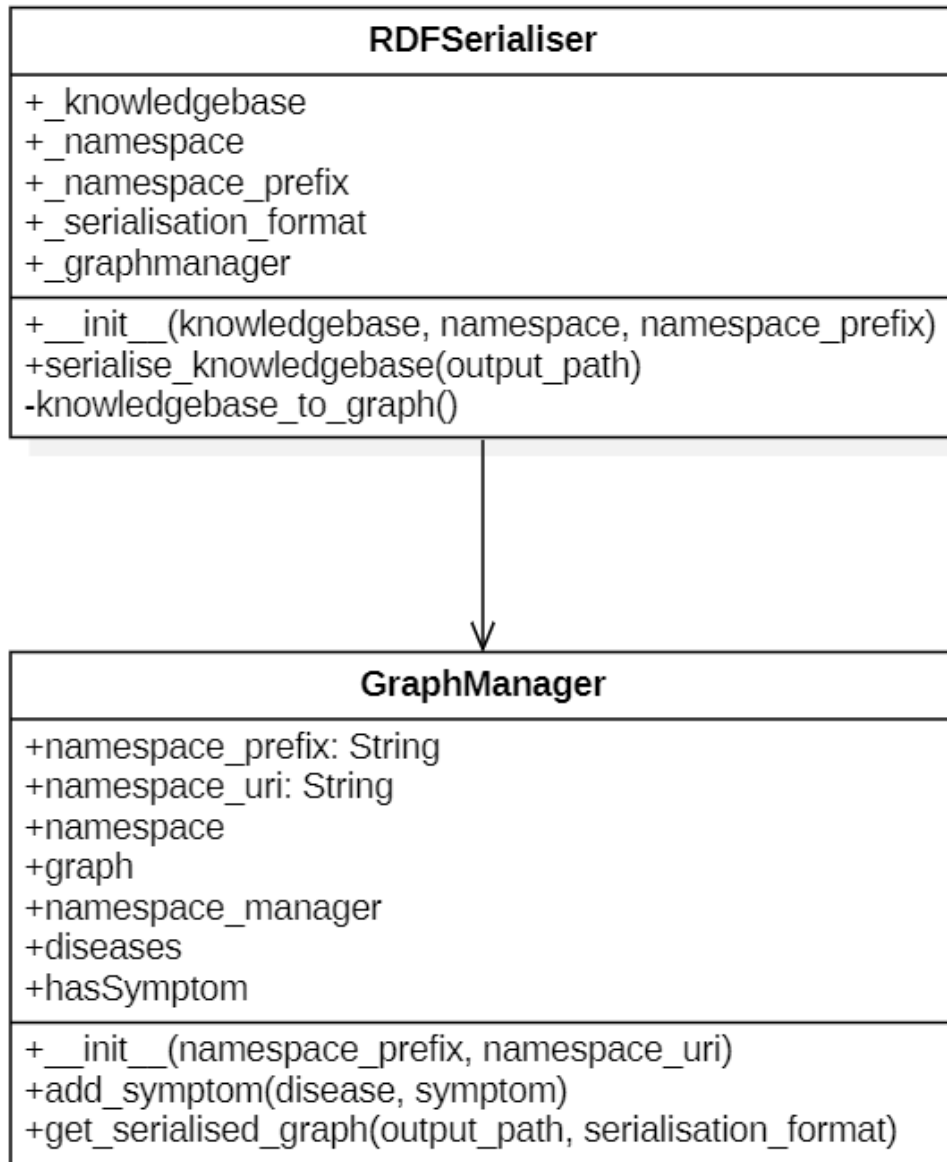 RDFSerialiser
+_knowledgebase
+_namespace
+_namespace_prefix
+_serialisation_format
+_graphmanager
+__init__(knowledgebase, namespace, namespace_prefix)
+serialise_knowledgebase(output_path)
-knowledgebase_to_graph()
GraphManager
+namespace_prefix: String
+namespace_uri: String
+namespace
+graph
+namespace_manager
+diseases
+hasSymptom
+__init__(namespace_prefix, namespace_uri)
+add_symptom(disease, symptom)
+get_serialised_graph(output_path, serialisation_format)